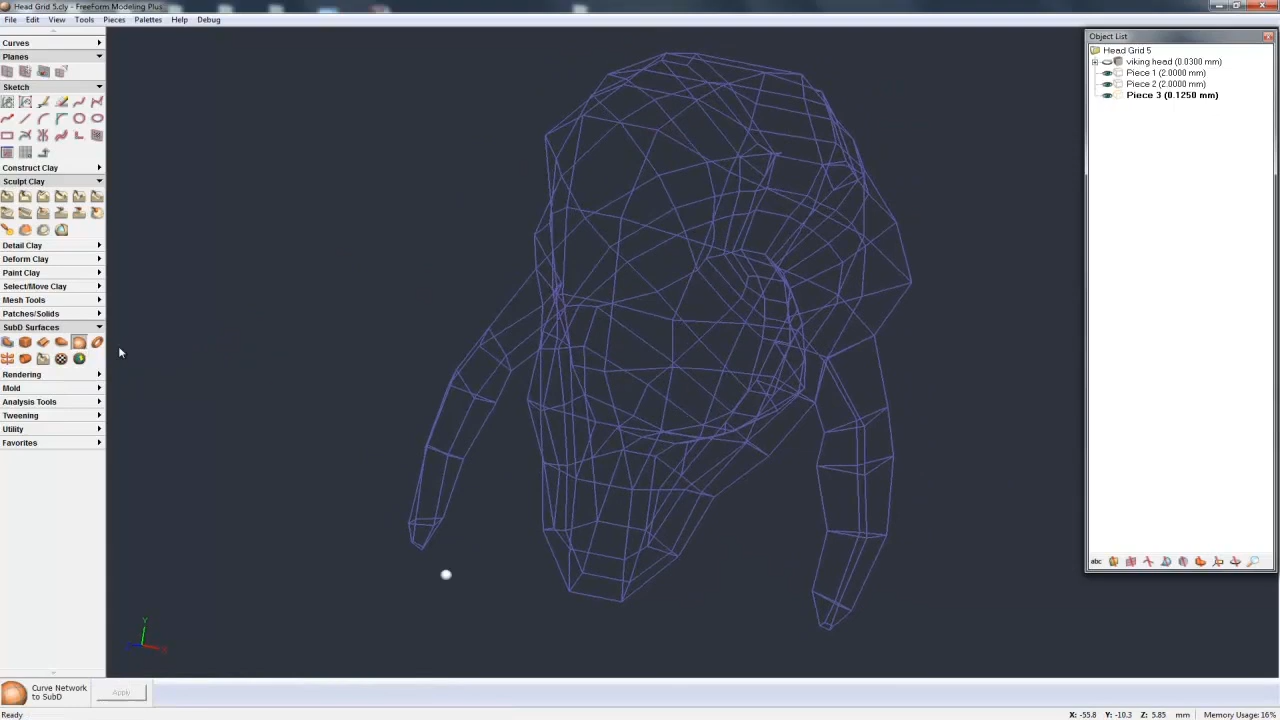 Head Grid 5.cly - FreeForm Modeling Plus
File Edit View Tools Pieces Palettes Help Debug
Curves
Planes
Sketch
Construct Clay
Sculpt Clay
Detail Clay
Deform Clay
Paint Clay
Select/Move Clay
Mesh Tools
Patches/Solids
SubD Surfaces
Rendering
Mold
Analysis Tools
Tweening
Utility
Favorites
Object List
Head Grid 5
viking head (0.0300 mm)
Piece 1 (2.0000 mm)
Piece 2 (2.0000 mm)
Piece 3 (0.1250 mm)
abc
Y
Curve Network
to SubD
Apply
Ready
X: -55.8 Y: -10.3 Z: 5.85 mm Memory Usage: 16%